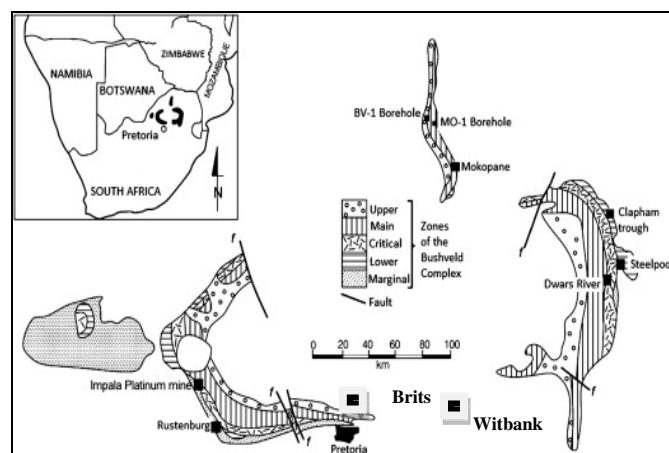 ZIMBABWE
MOZAMBIQUE
NAMIBIA
BOTSWANA
Pretoria
SOUTH AFRICA
N
BV-1 Borehole
MO-1 Borehole
Mokopane
Upper
Main
Critical
Lower
Marginal
Fault
Zones
of the
Bushveld
Complex
f
Clapham
trough
Steelpoo
Dwars River
f
f
0 20 40 60 80 100
km
f
Impala Platinum mine
Rustenburg
f
Pretoria
Brits
Witbank